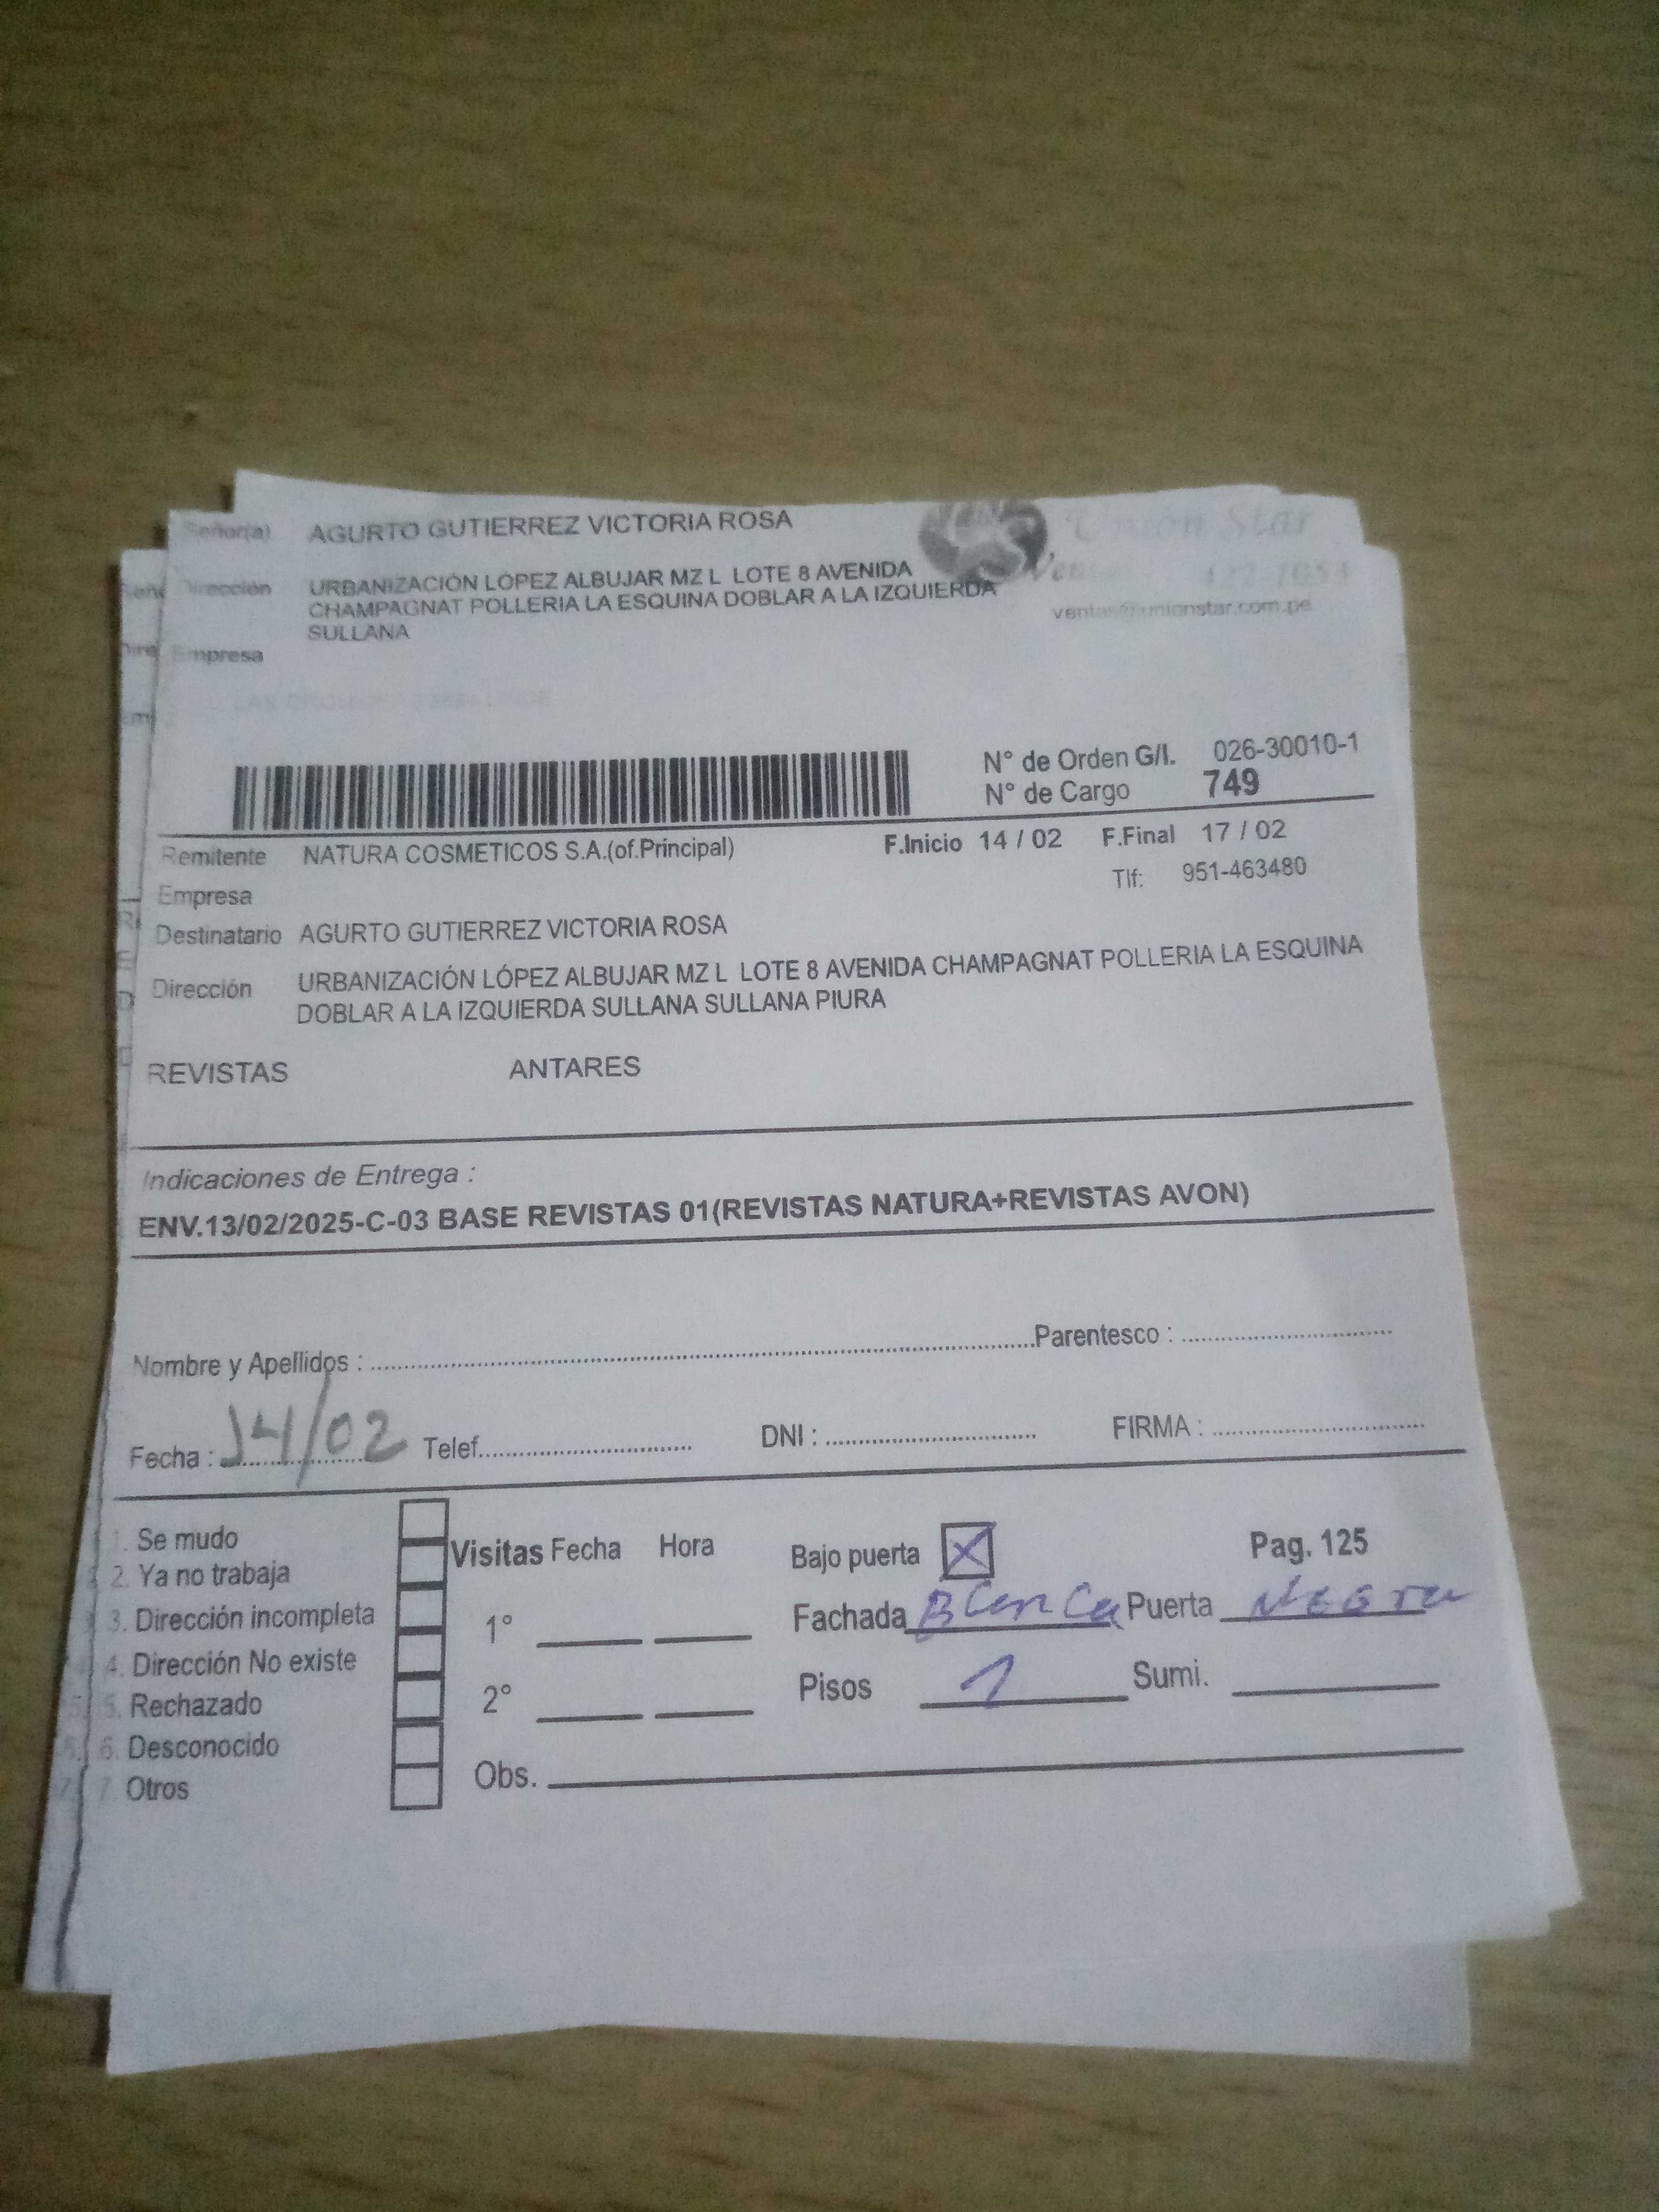 Señor(a) AGURTO GUTIERREZ VICTORIA ROSA
Unión Star
Dirección URBANIZACIÓN LÓPEZ ALBUJAR MZ L LOTE 8 AVENIDA
CHAMPAGNAT POLLERIA LA ESQUINA DOBLAR A LA IZQUIERDA
SULLANA
ventas@unionstar.com.pe
Empresa
N° de Orden G/I. 026-30010-1
N° de Cargo 749
Remitente NATURA COSMETICOS S.A.(of.Principal) F.Inicio 14 / 02 F.Final 17 / 02
Empresa Tlf: 951-463480
Destinatario AGURTO GUTIERREZ VICTORIA ROSA
Dirección URBANIZACIÓN LÓPEZ ALBUJAR MZ L LOTE 8 AVENIDA CHAMPAGNAT POLLERIA LA ESQUINA
DOBLAR A LA IZQUIERDA SULLANA SULLANA PIURA
REVISTAS ANTARES
Indicaciones de Entrega :
ENV.13/02/2025-C-03 BASE REVISTAS 01(REVISTAS NATURA+REVISTAS AVON)
Nombre y Apellidos : Parentesco :
Fecha : 14/02 Telef. DNI : FIRMA :
1. Se mudo
2. Ya no trabaja
3. Dirección incompleta
4. Dirección No existe
5. Rechazado
6. Desconocido
7. Otros
Visitas Fecha Hora
1°
2°
Obs.
Bajo puerta X Pag. 125
Fachada Blanca Puerta Negra
Pisos 1 Sumi.